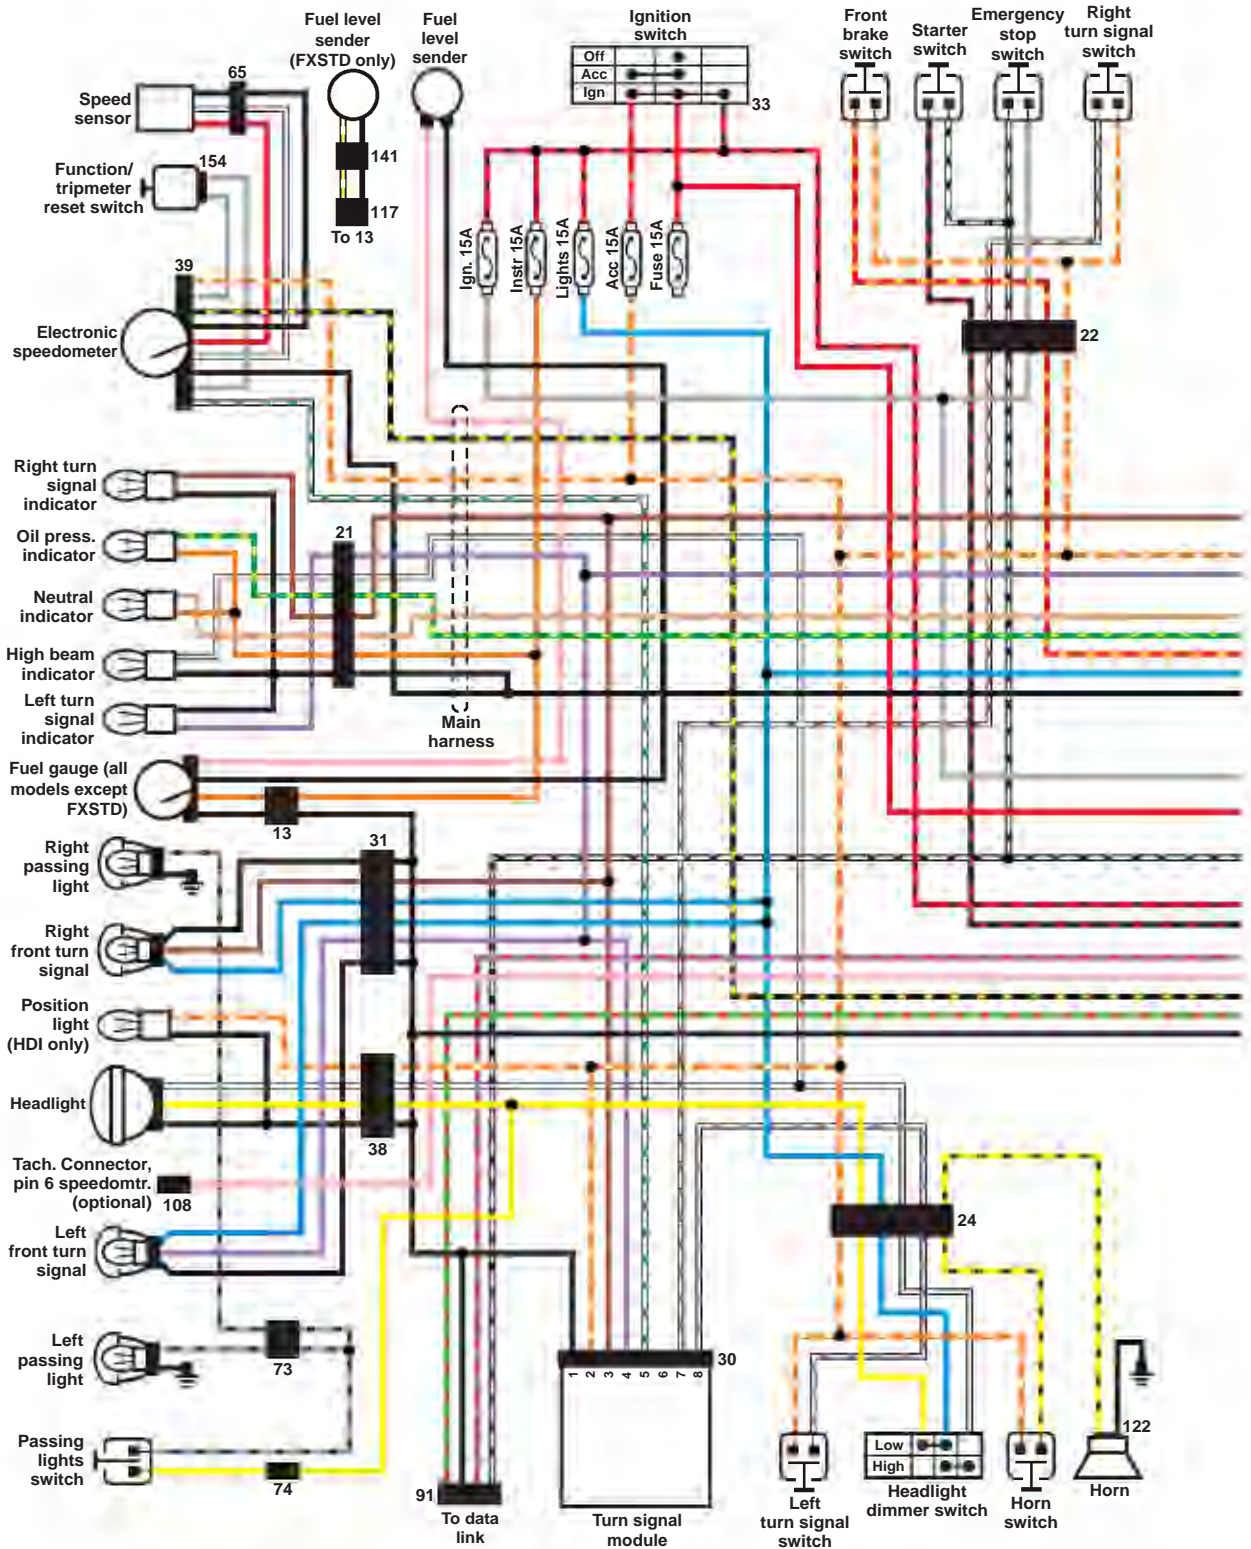 Fuel level
sender
(FXSTD only)
Fuel
level
sender
Ignition
switch
Off
Acc
Ign
33
Front
brake
switch
Starter
switch
Emergency
stop
switch
Right
turn signal
switch
65
Speed
sensor
141
154
Function/
tripmeter
reset switch
117
To 13
Ign. 15A
Instr 15A
Lights 15A
Acc 15A
Fuse 15A
39
Electronic
speedometer
22
Right turn
signal
indicator
21
Oil press.
indicator
Neutral
indicator
High beam
indicator
Left turn
signal
indicator
Main
harness
Fuel gauge (all
models except
FXSTD)
13
31
Right
passing
light
Right
front turn
signal
Position
light
(HDI only)
Headlight
38
Tach. Connector,
pin 6 speedomtr.
(optional)
108
24
Left
front turn
signal
Left
passing
light
73
30
1
2
3
4
5
6
7
8
Passing
lights
switch
74
91
To data
link
Turn signal
module
Left
turn signal
switch
Low
High
Headlight
dimmer switch
Horn
switch
122
Horn